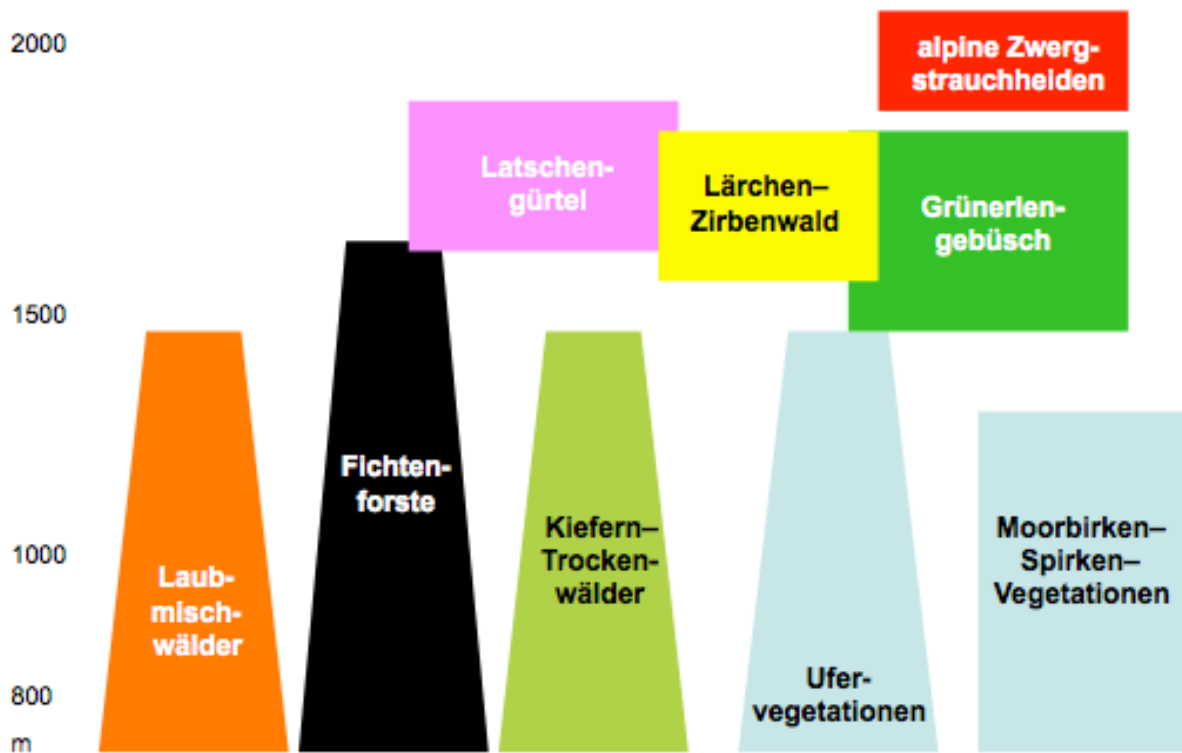 2000
alpine Zwerg-
strauchheiden
Latschen-
gürtel
Lärchen–
Zirbenwald
Grünerlen-
gebüsch
1500
Fichten-
forste
Kiefern–
Trocken-
wälder
Moorbirken–
Spirken–
Vegetationen
1000
Laub-
misch-
wälder
Ufer-
vegetationen
800
m